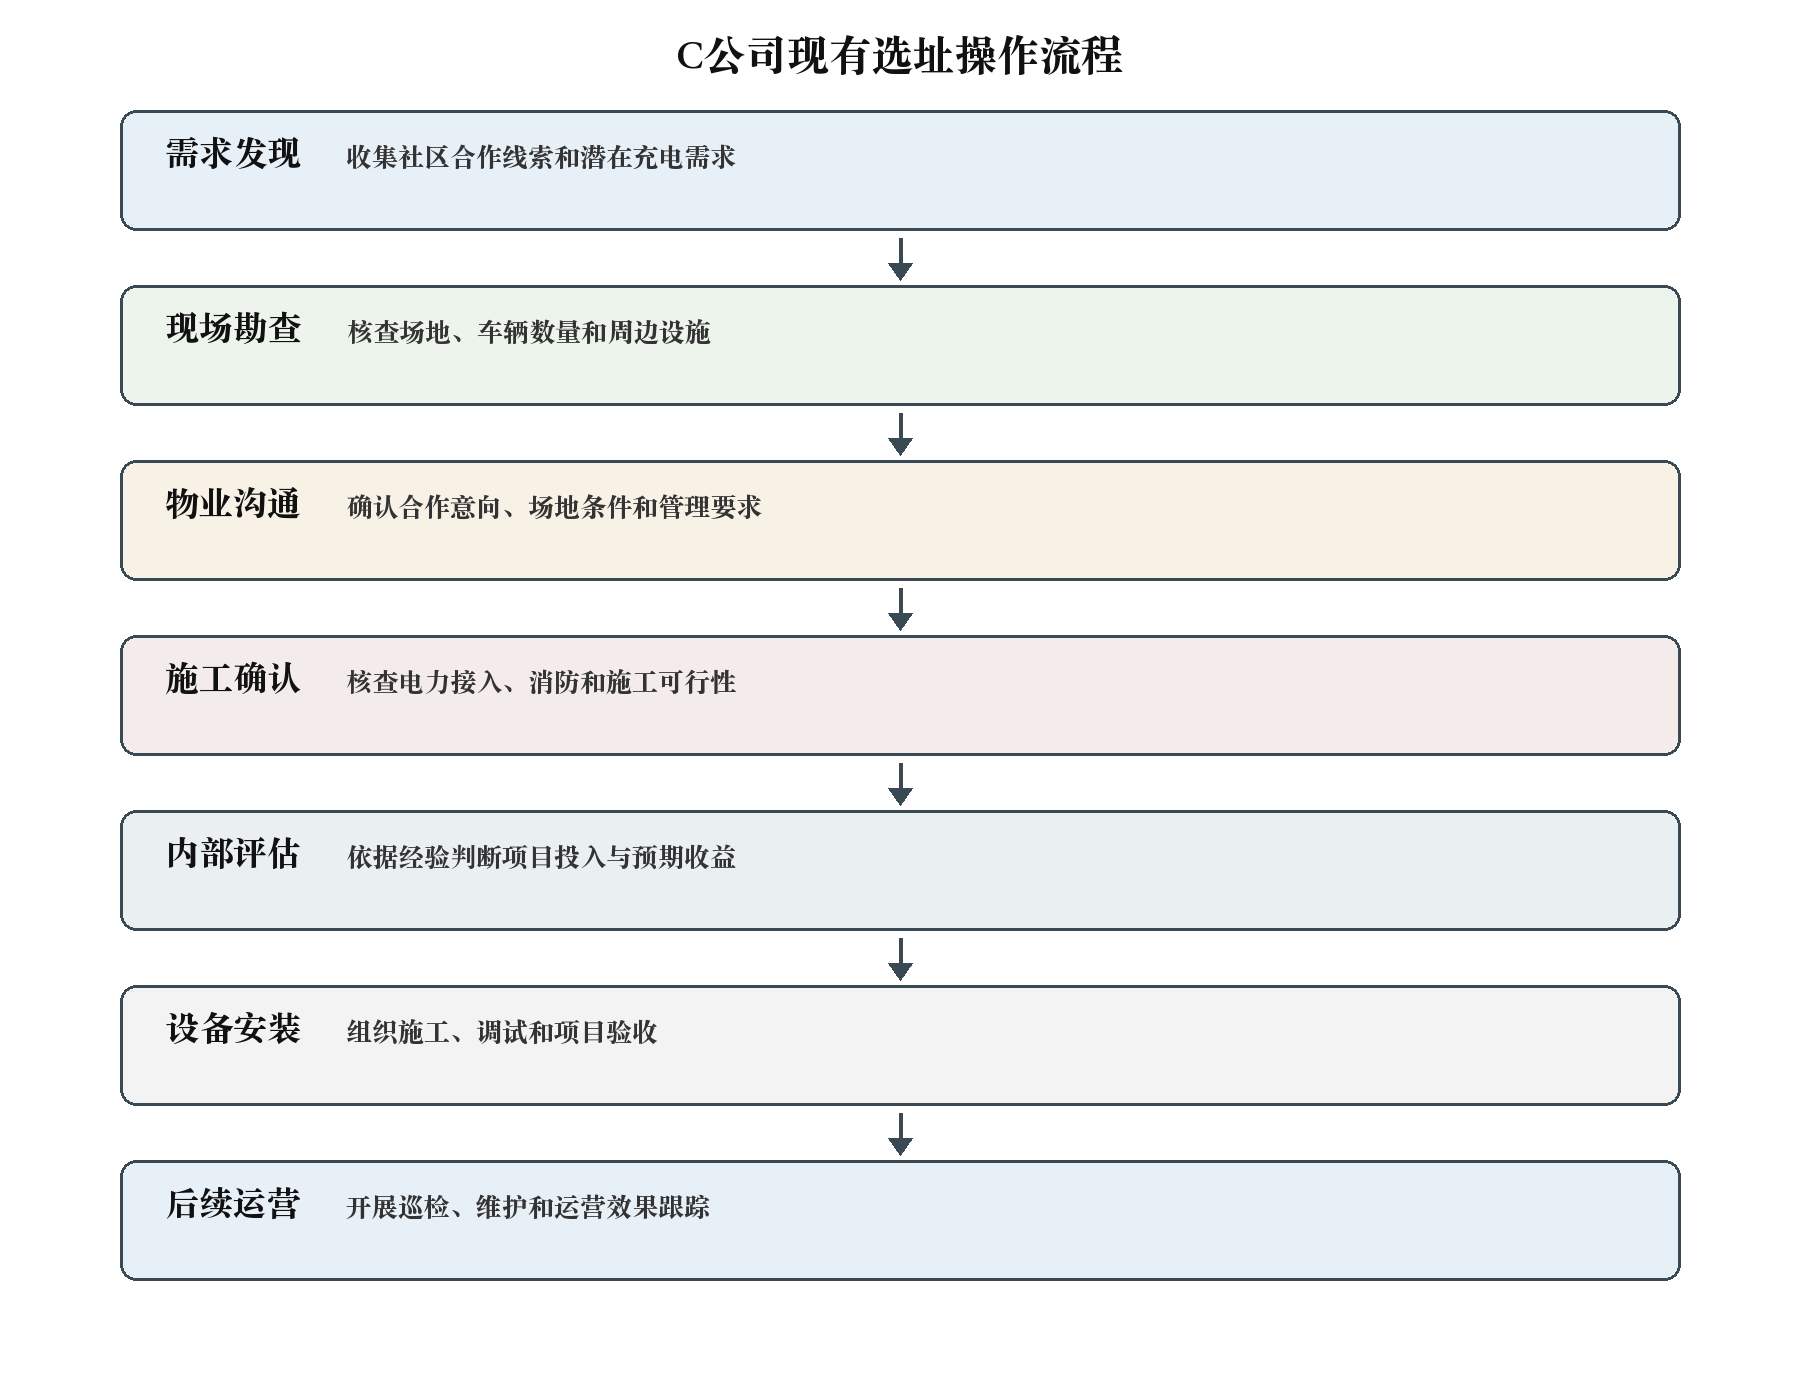 C公司现有选址操作流程
需求发现 收集社区合作线索和潜在充电需求
现场勘查 核查场地、车辆数量和周边设施
物业沟通 确认合作意向、场地条件和管理要求
施工确认 核查电力接入、消防和施工可行性
内部评估 依据经验判断项目投入与预期收益
设备安装 组织施工、调试和项目验收
后续运营 开展巡检、维护和运营效果跟踪